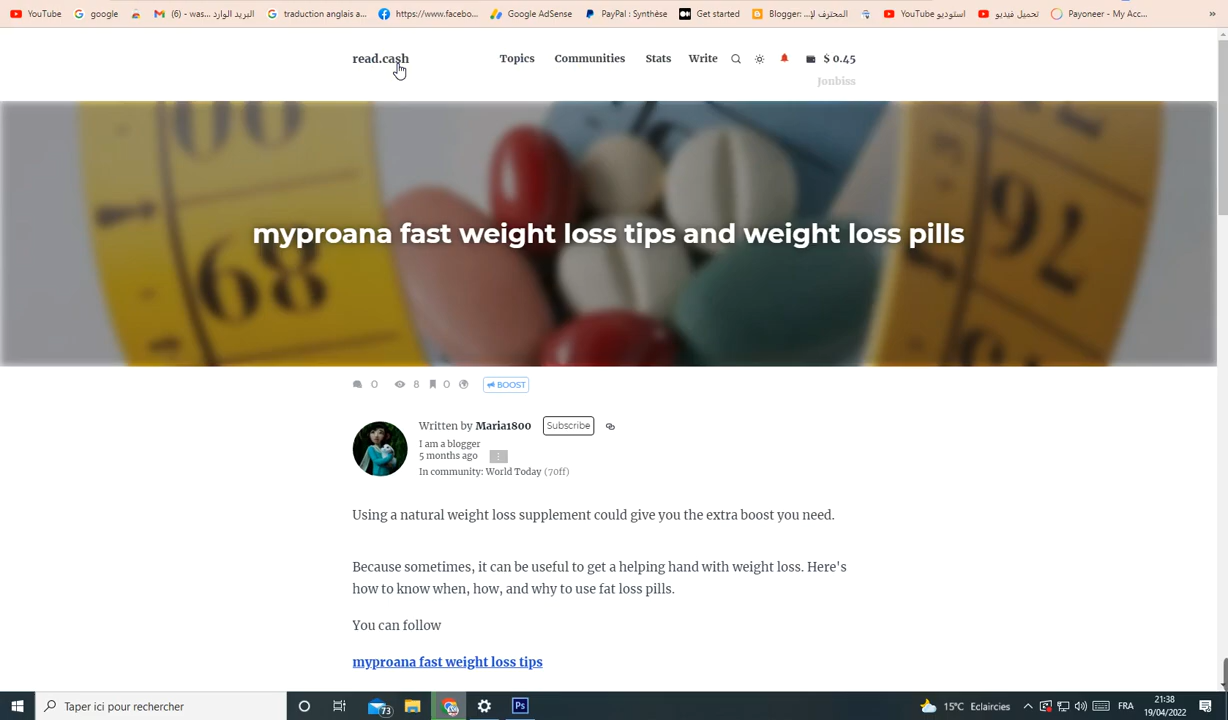 YouTube google (6) البريد الوارد - was... traduction anglais a... https://www.facebo... Google AdSense PayPal : Synthèse Get started Blogger: ...المحترف لإ YouTube استوديو تحميل فيديو Payoneer - My Acc... »
read.cash Topics Communities Stats Write $ 0.45
Jonbiss
myproana fast weight loss tips and weight loss pills
0 8 0 BOOST
Written by Maria1800 Subscribe
I am a blogger
5 months ago
In community: World Today (70ff)
Using a natural weight loss supplement could give you the extra boost you need.
Because sometimes, it can be useful to get a helping hand with weight loss. Here's
how to know when, how, and why to use fat loss pills.
You can follow
myproana fast weight loss tips
Taper ici pour rechercher 73 Ps 15°C Eclaircies FRA 21:38
19/04/2022